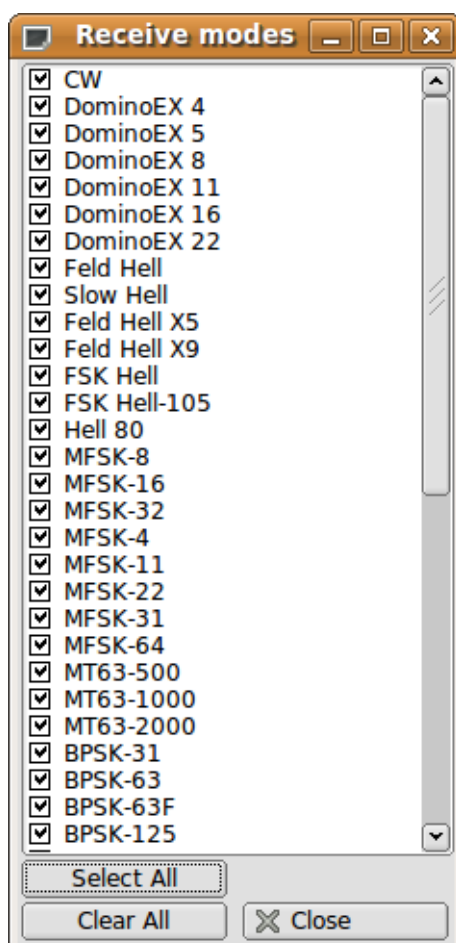 Receive modes
CW
DominoEX 4
DominoEX 5
DominoEX 8
DominoEX 11
DominoEX 16
DominoEX 22
Feld Hell
Slow Hell
Feld Hell X5
Feld Hell X9
FSK Hell
FSK Hell-105
Hell 80
MFSK-8
MFSK-16
MFSK-32
MFSK-4
MFSK-11
MFSK-22
MFSK-31
MFSK-64
MT63-500
MT63-1000
MT63-2000
BPSK-31
BPSK-63
BPSK-63F
BPSK-125
Select All
Clear All Close